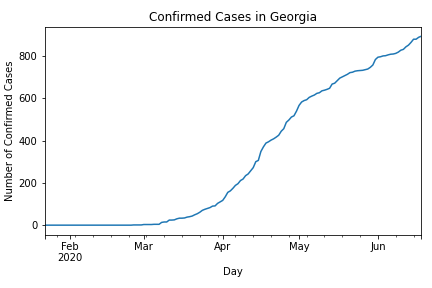 Confirmed Cases in Georgia
Number of Confirmed Cases
800
600
400
200
0
Feb Mar Apr May Jun
2020
Day